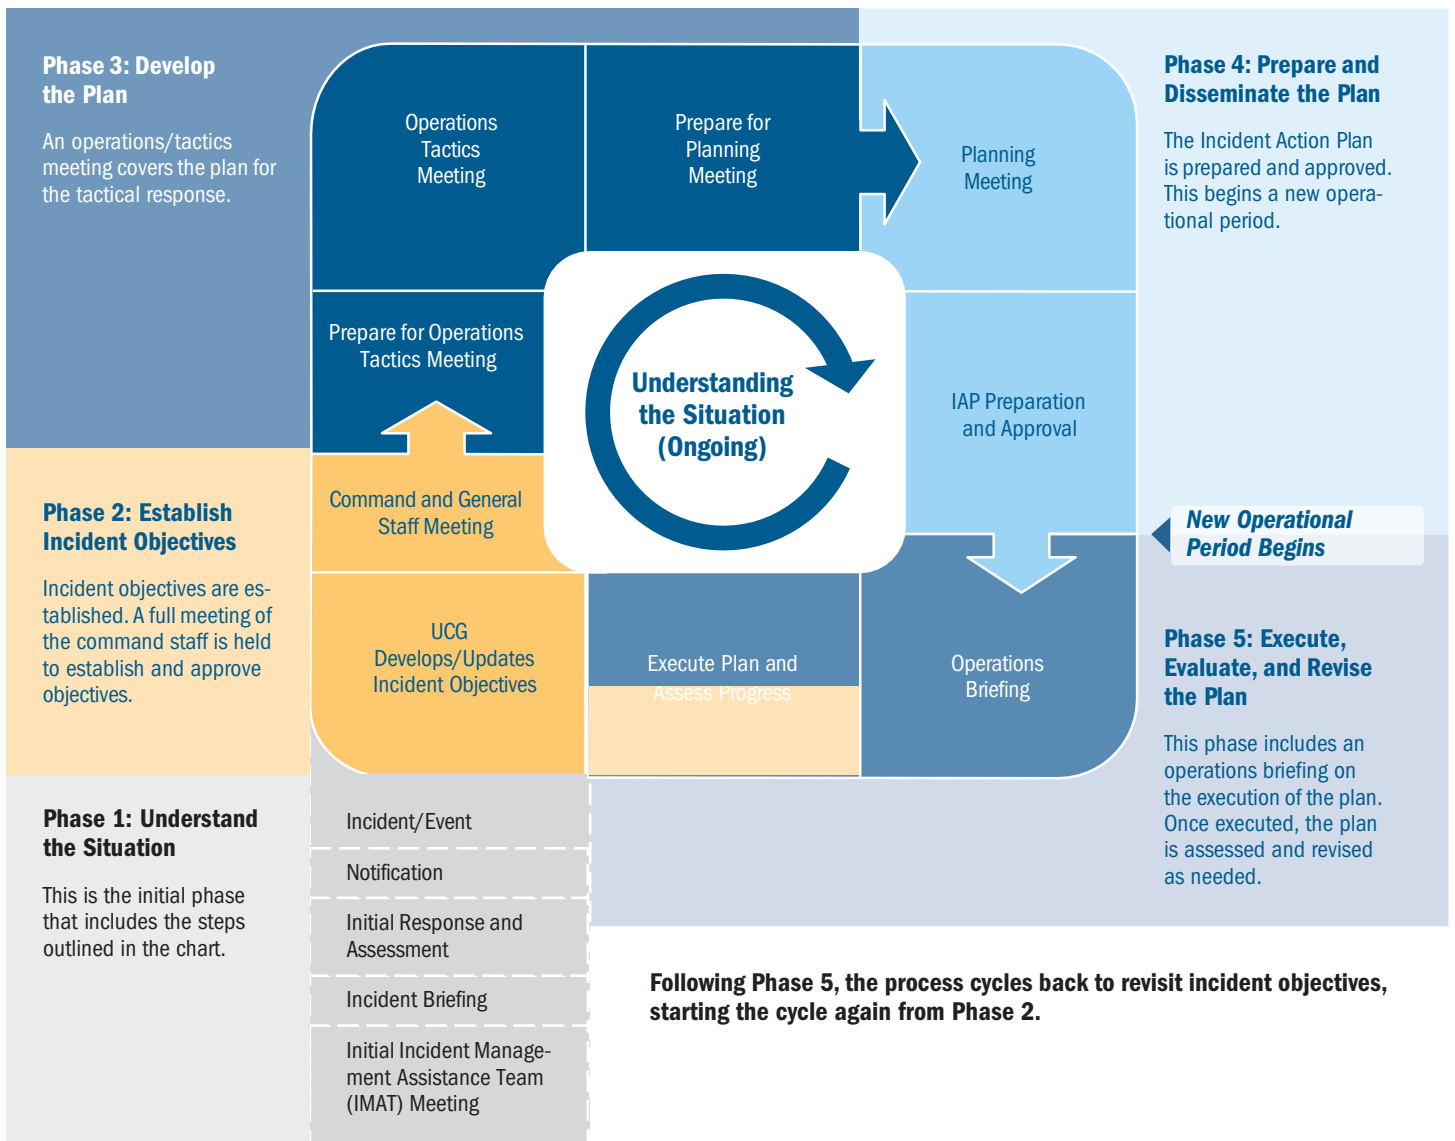 Phase 3: Develop
the Plan
An operations/tactics
meeting covers the plan for
the tactical response.
Operations
Tactics
Meeting
Prepare for
Planning
Meeting
Planning
Meeting
Phase 4: Prepare and
Disseminate the Plan
The Incident Action Plan
is prepared and approved.
This begins a new opera-
tional period.
Prepare for Operations
Tactics Meeting
Understanding
the Situation
(Ongoing)
IAP Preparation
and Approval
Phase 2: Establish
Incident Objectives
Incident objectives are es-
tablished. A full meeting of
the command staff is held
to establish and approve
objectives.
Command and General
Staff Meeting
New Operational
Period Begins
UCG
Develops/Updates
Incident Objectives
Execute Plan and
Assess Progress
Operations
Briefing
Phase 5: Execute,
Evaluate, and Revise
the Plan
This phase includes an
operations briefing on
the execution of the plan.
Once executed, the plan
is assessed and revised
as needed.
Phase 1: Understand
the Situation
This is the initial phase
that includes the steps
outlined in the chart.
Incident/Event
Notification
Initial Response and
Assessment
Incident Briefing
Initial Incident Manage-
ment Assistance Team
(IMAT) Meeting
Following Phase 5, the process cycles back to revisit incident objectives,
starting the cycle again from Phase 2.